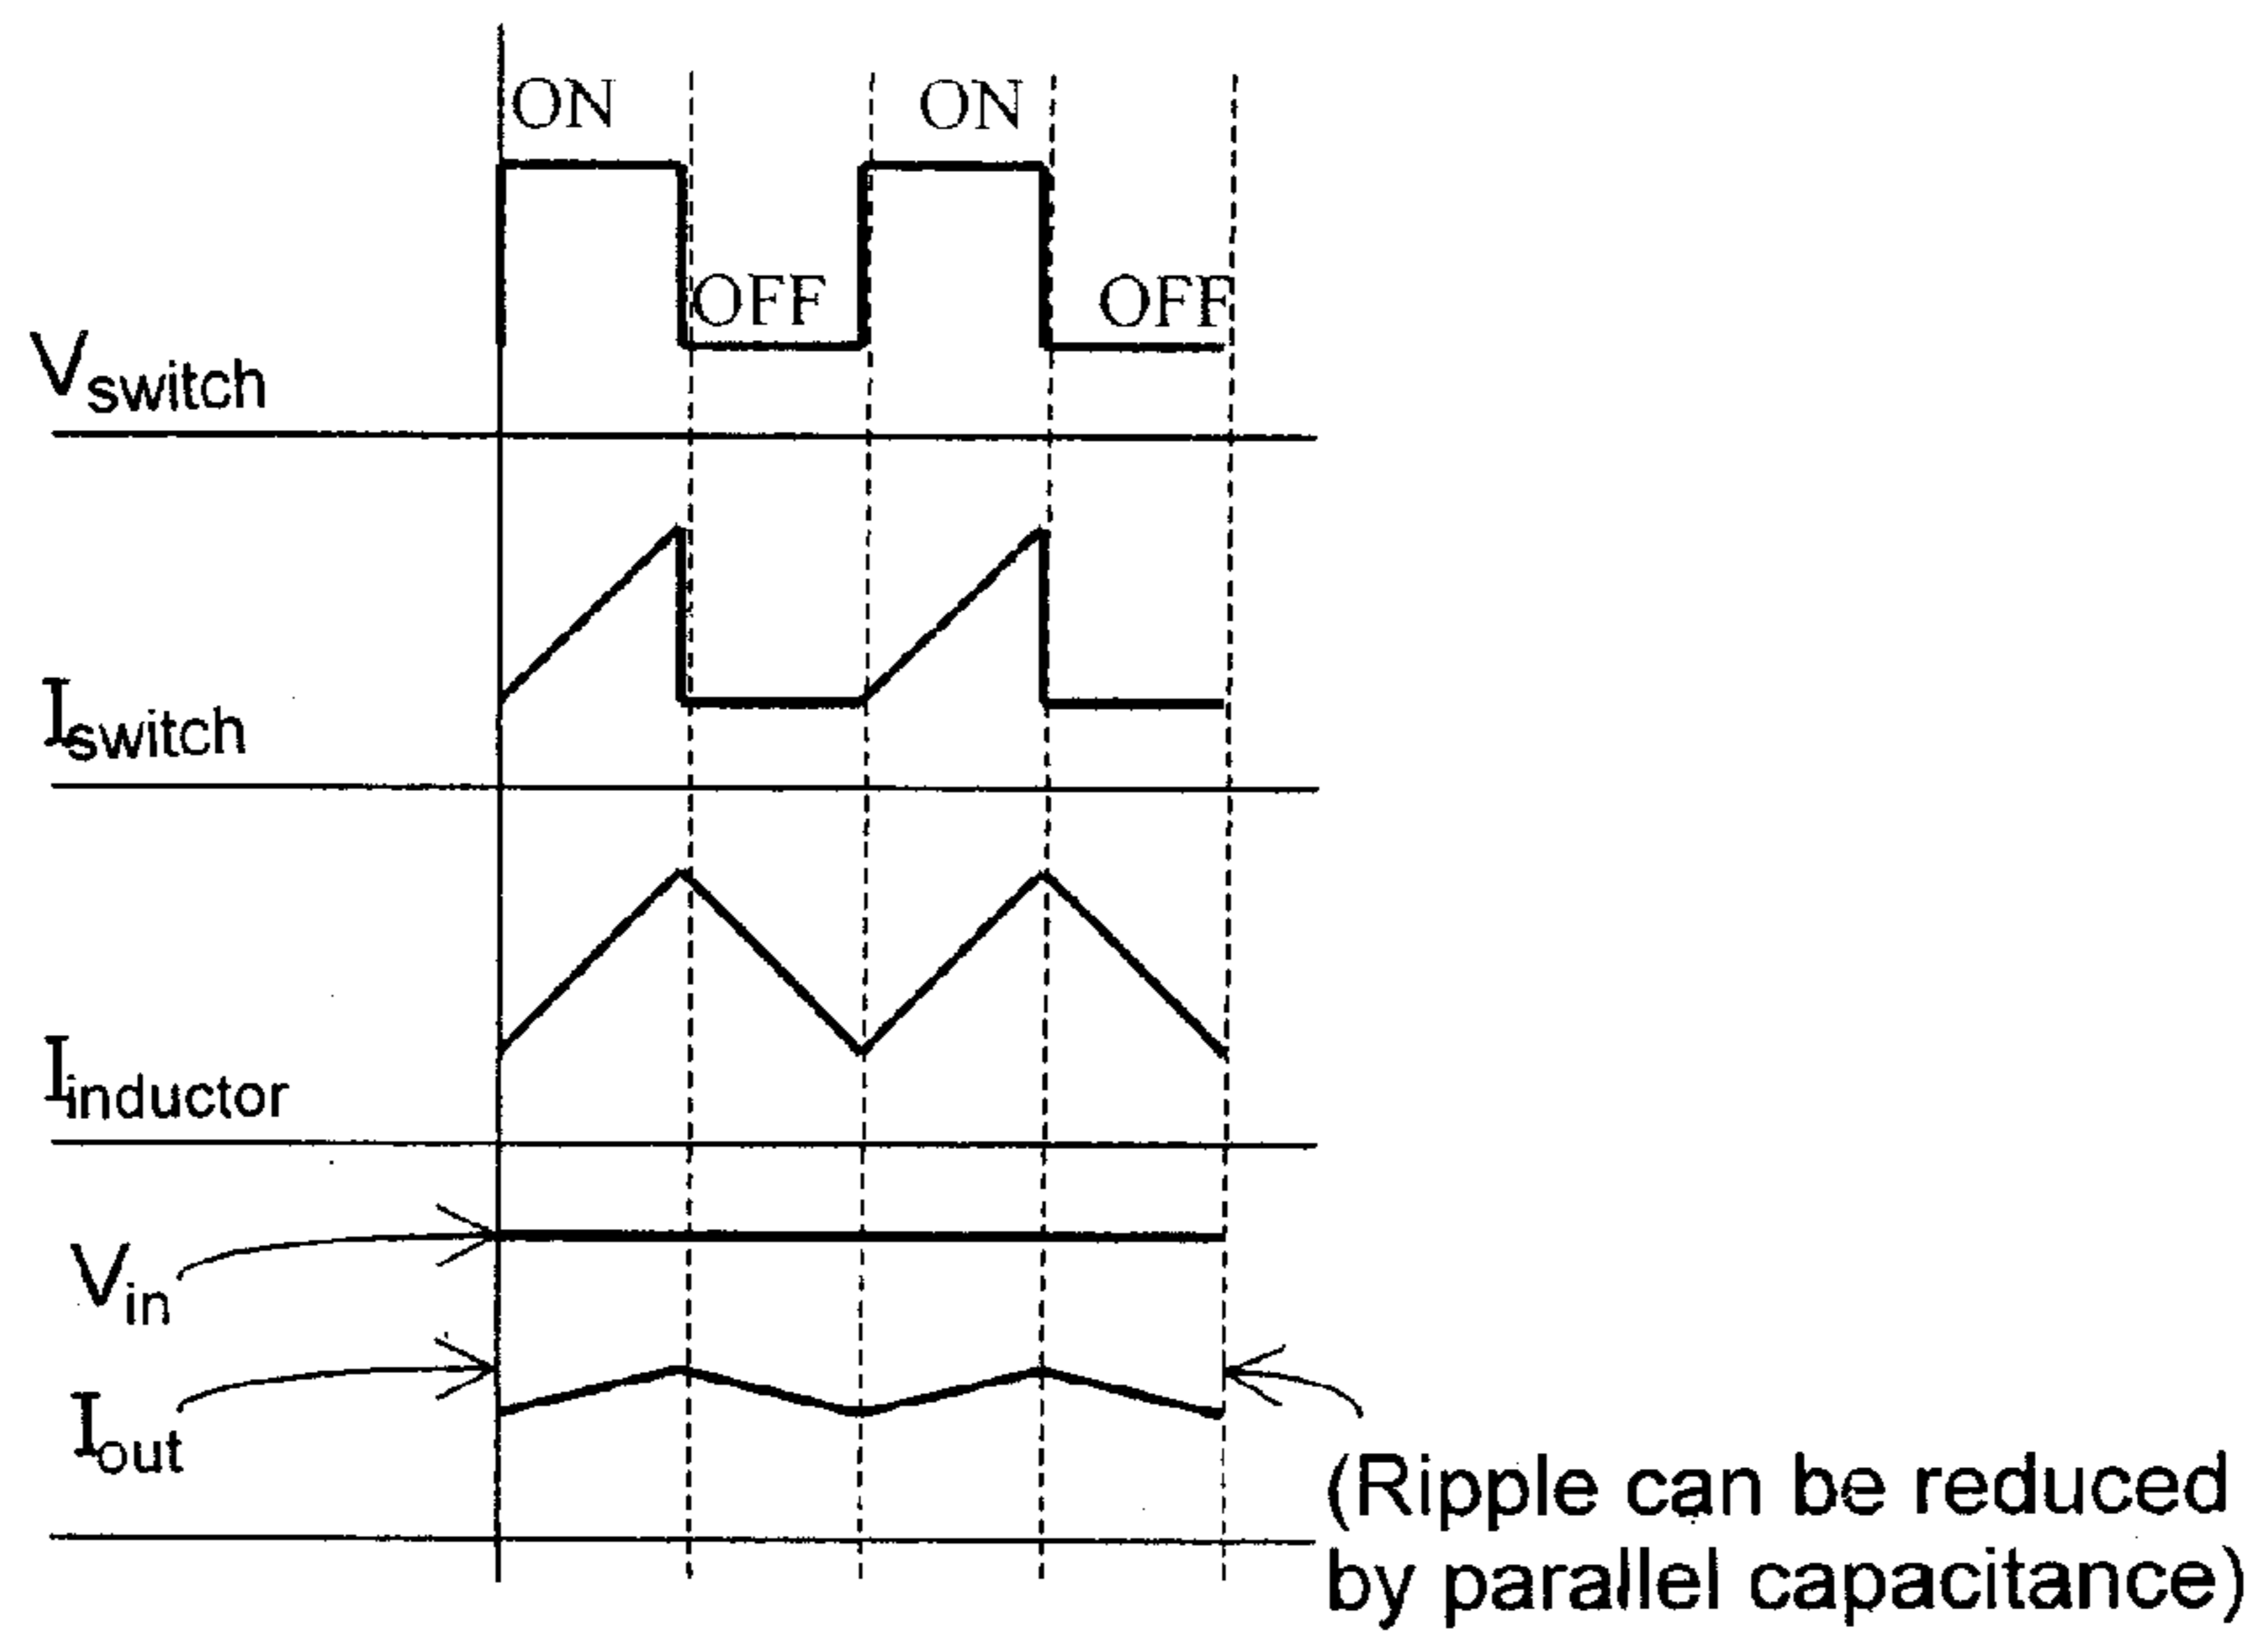 ON
ON
OFF
OFF
Vswitch
Iswitch
Iinductor
Vin
Iout
(Ripple can be reduced
by parallel capacitance)